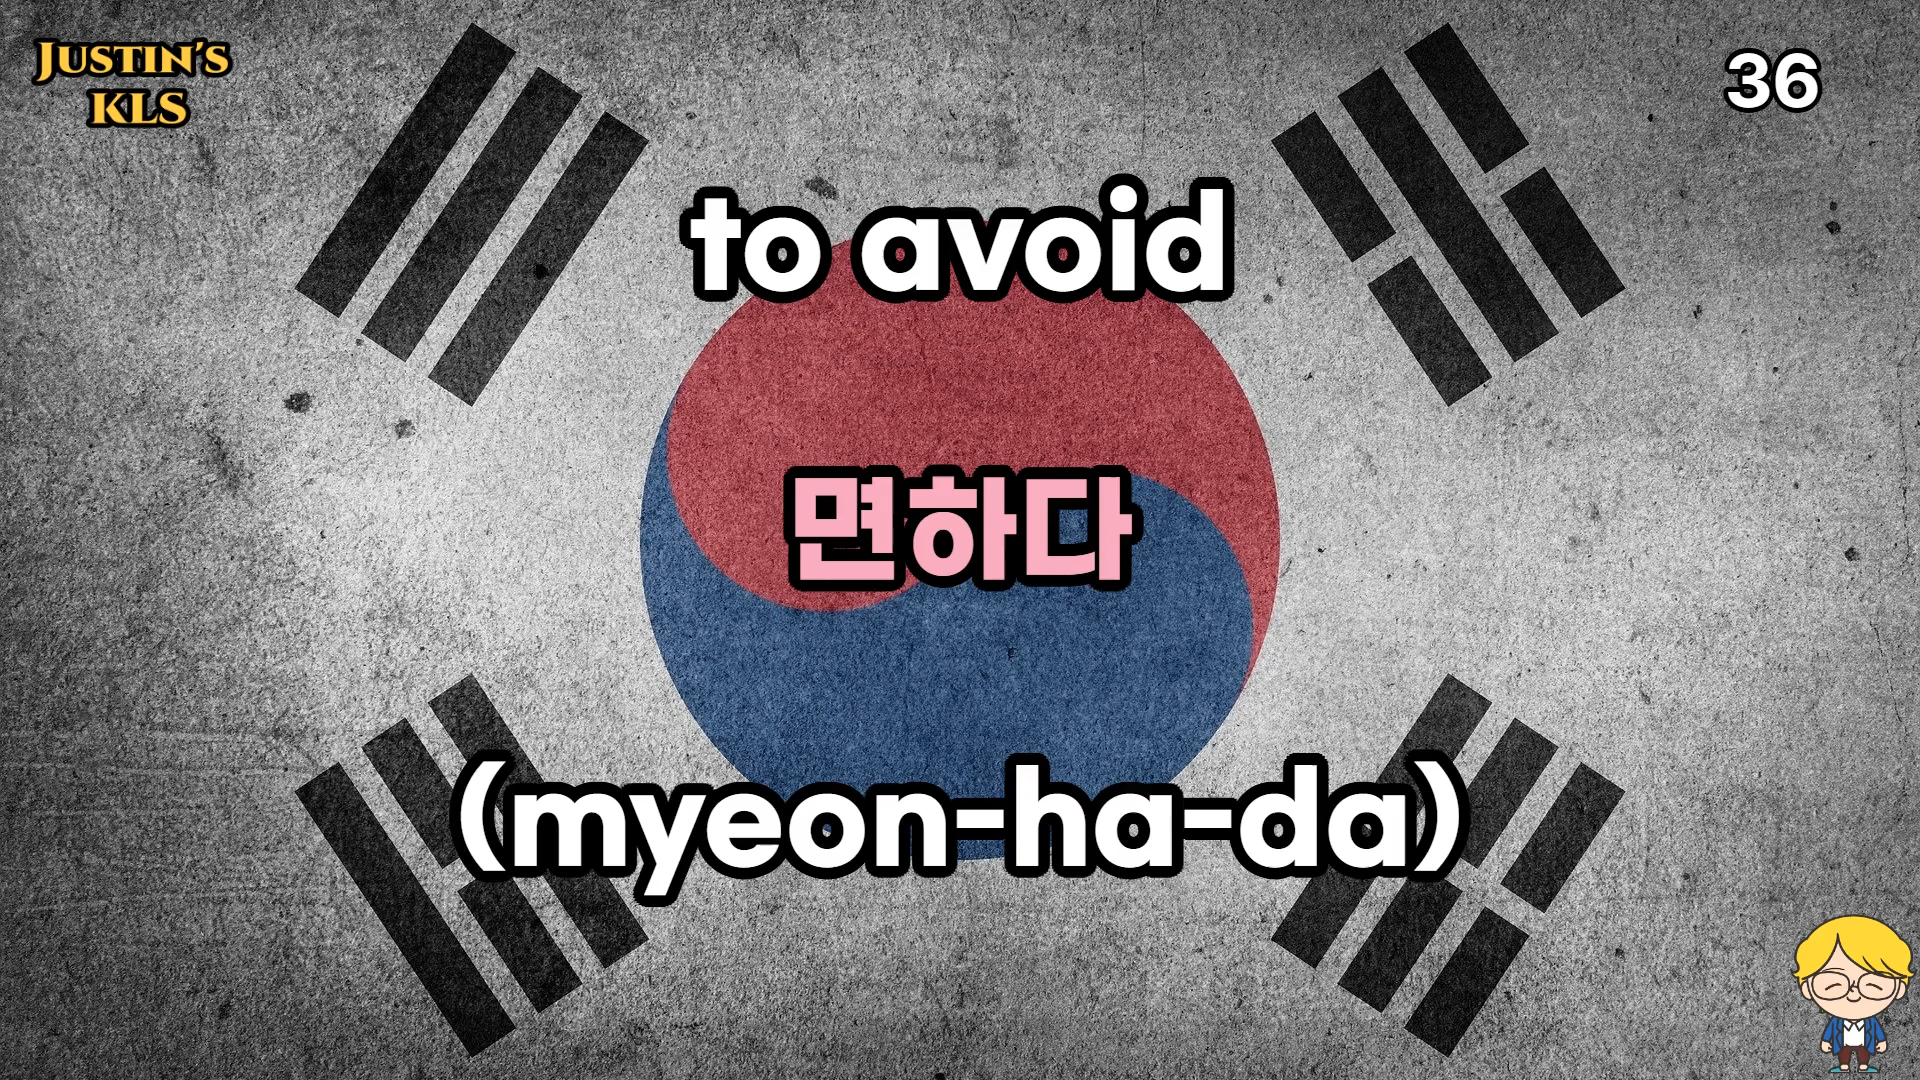 JUSTIN'S
KLS
36
to avoid
면하다
(myeon-ha-da)